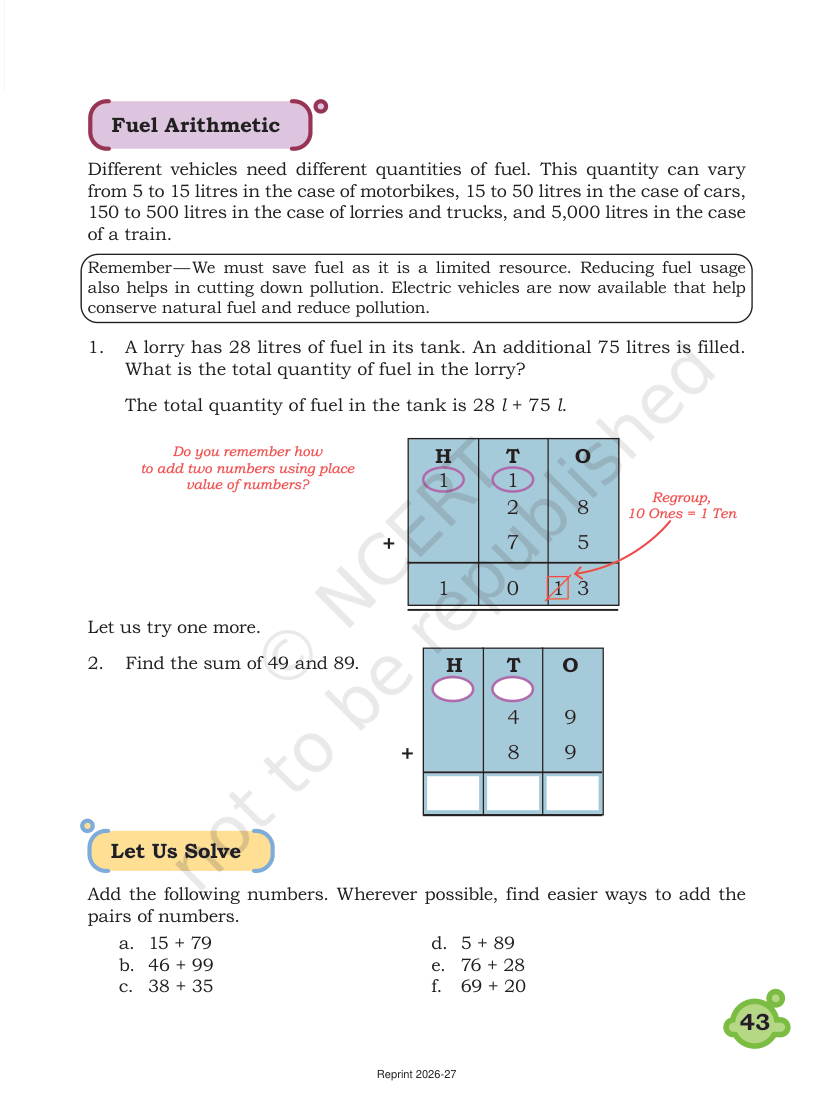 Fuel Arithmetic
Different vehicles need different quantities of fuel. This quantity can vary
from 5 to 15 litres in the case of motorbikes, 15 to 50 litres in the case of cars,
150 to 500 litres in the case of lorries and trucks, and 5,000 litres in the case
of a train.
Remember—We must save fuel as it is a limited resource. Reducing fuel usage
also helps in cutting down pollution. Electric vehicles are now available that help
conserve natural fuel and reduce pollution.
1. A lorry has 28 litres of fuel in its tank. An additional 75 litres is filled.
What is the total quantity of fuel in the lorry?
The total quantity of fuel in the tank is 28 l + 75 l.
Do you remember how
to add two numbers using place
value of numbers?
H T O
1 1
2 8
+ 7 5
1 0 1 3
Regroup,
10 Ones = 1 Ten
Let us try one more.
2. Find the sum of 49 and 89.
H T O
4 9
+ 8 9
Let Us Solve
Add the following numbers. Wherever possible, find easier ways to add the
pairs of numbers.
a. 15 + 79
b. 46 + 99
c. 38 + 35
d. 5 + 89
e. 76 + 28
f. 69 + 20
43
Reprint 2026-27
© NCERT
not to be republished